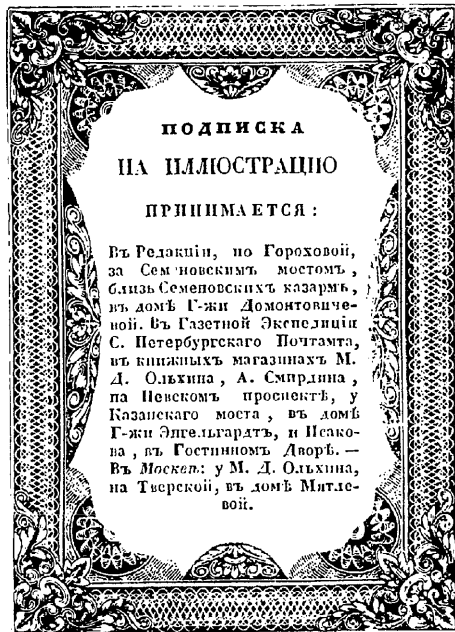 ПОДПИСКА
НА ИЛЛЮСТРАЦІЮ
ПРИНИМАЕТСЯ:
Въ Редакціи, по Гороховой,
за Семеновскимъ мостомъ,
близь Семеновскихъ казармъ,
въ домѣ Г-жи Домонтовиче-
вой. Въ Газетной Экспедиціи
С. Петербургскаго Почтамта,
въ книжныхъ магазинахъ М.
Д. Ольхина, А. Смирдина,
на Невскомъ проспектѣ, у
Казанскаго моста, въ домѣ
Г-жи Энгельгардтъ, и Исако-
ва, въ Гостинномъ Дворѣ. —
Въ Москвѣ: у М. Д. Ольхина,
на Тверской, въ домѣ Мятле-
вой.